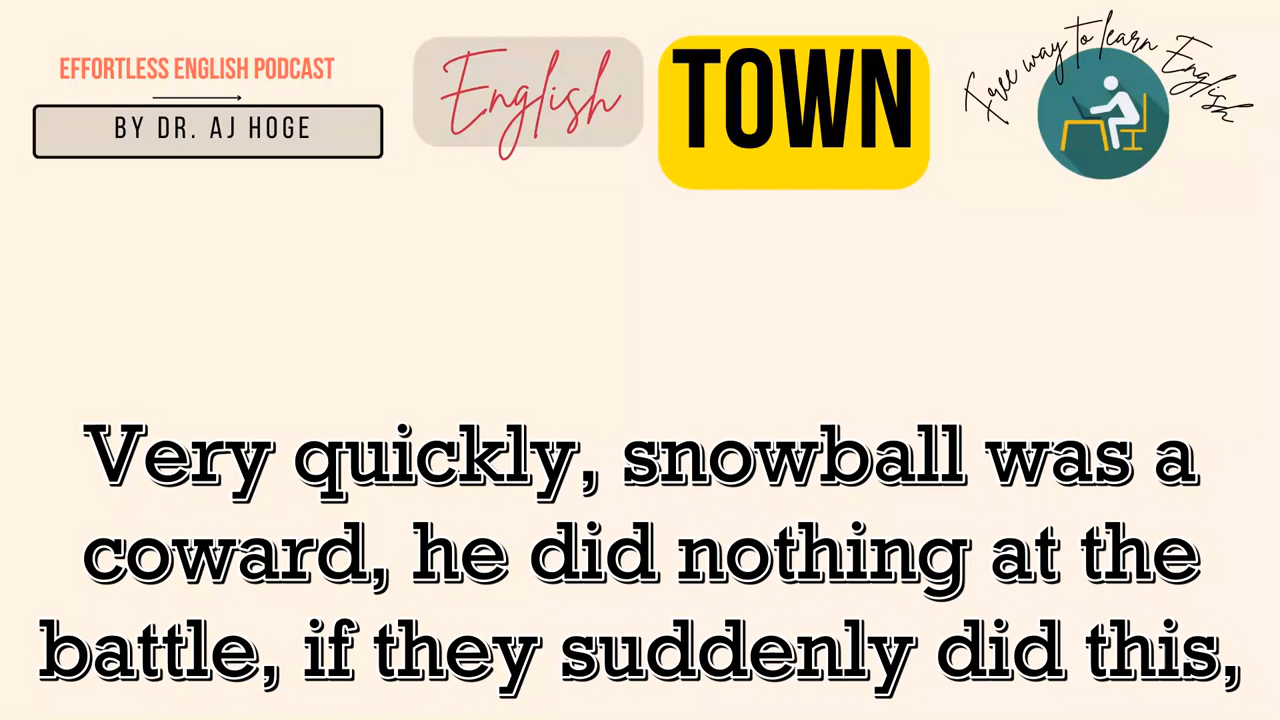 EFFORTLESS ENGLISH PODCAST
BY DR. AJ HOGE
English
TOWN
Free way to learn English
Very quickly, snowball was a
coward, he did nothing at the
battle, if they suddenly did this,